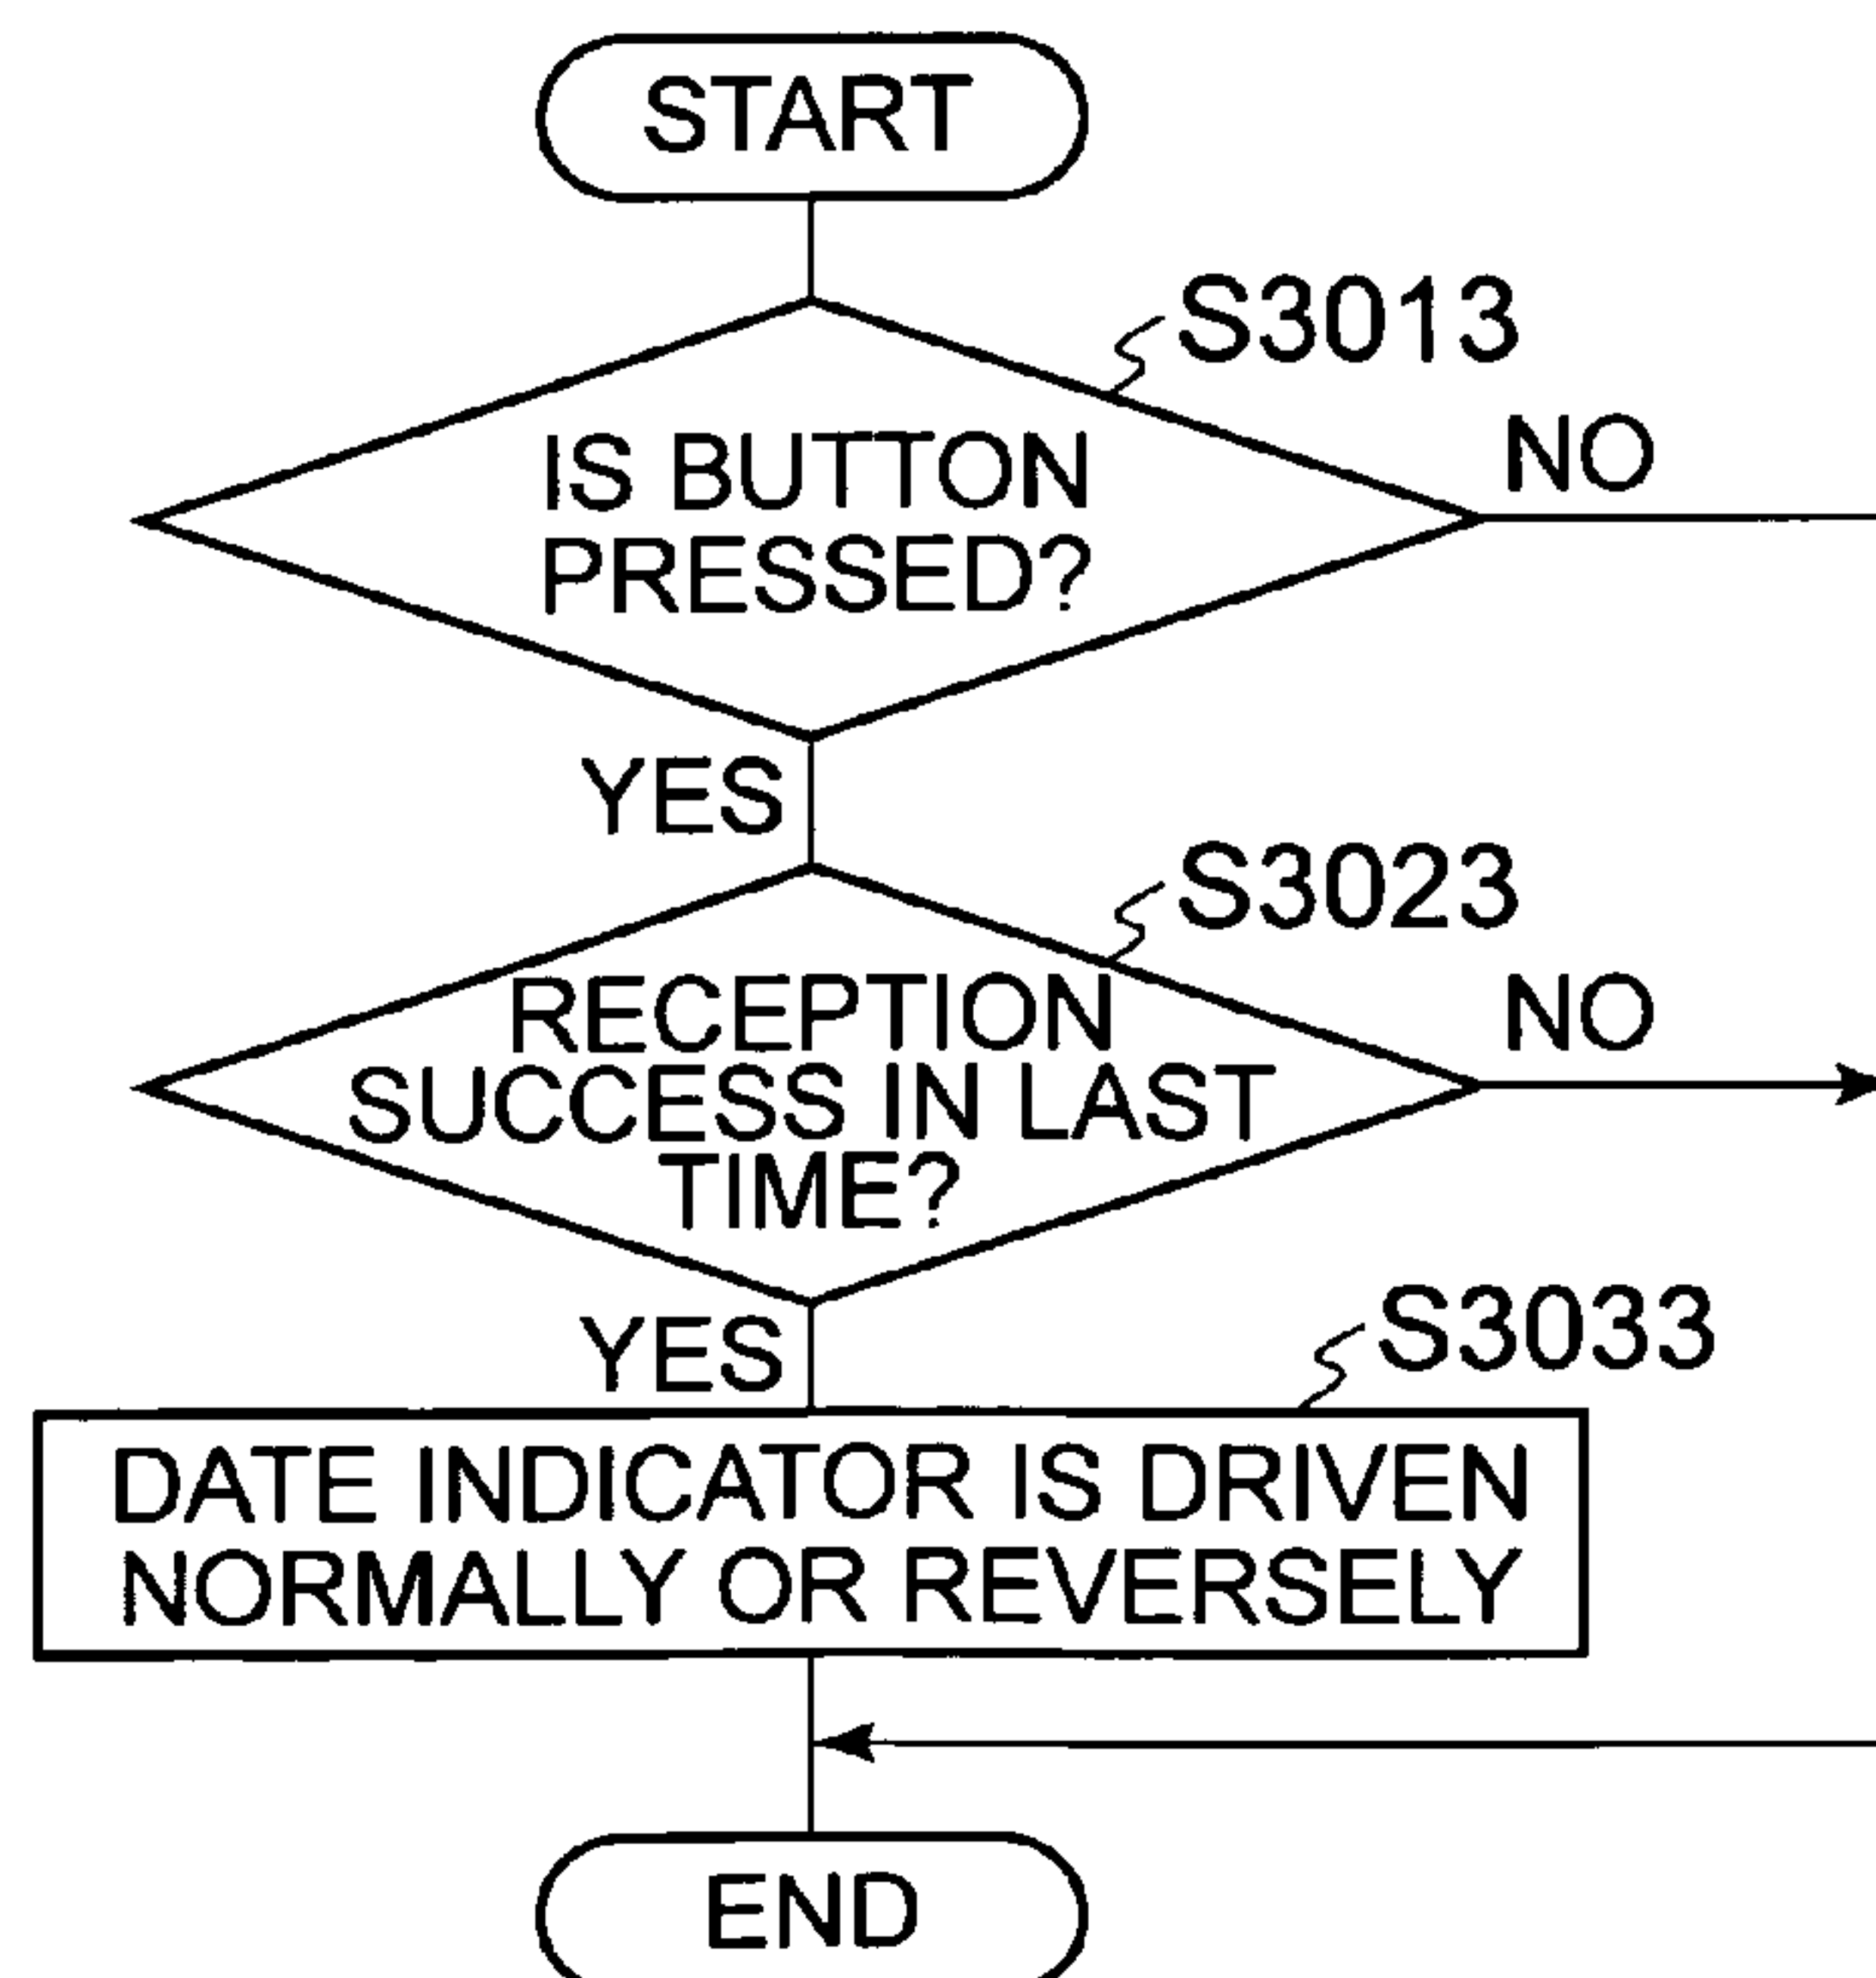 START
S3013
IS BUTTON
PRESSED?
NO
YES
S3023
RECEPTION
SUCCESS IN LAST
TIME?
NO
YES
S3033
DATE INDICATOR IS DRIVEN
NORMALLY OR REVERSELY
END